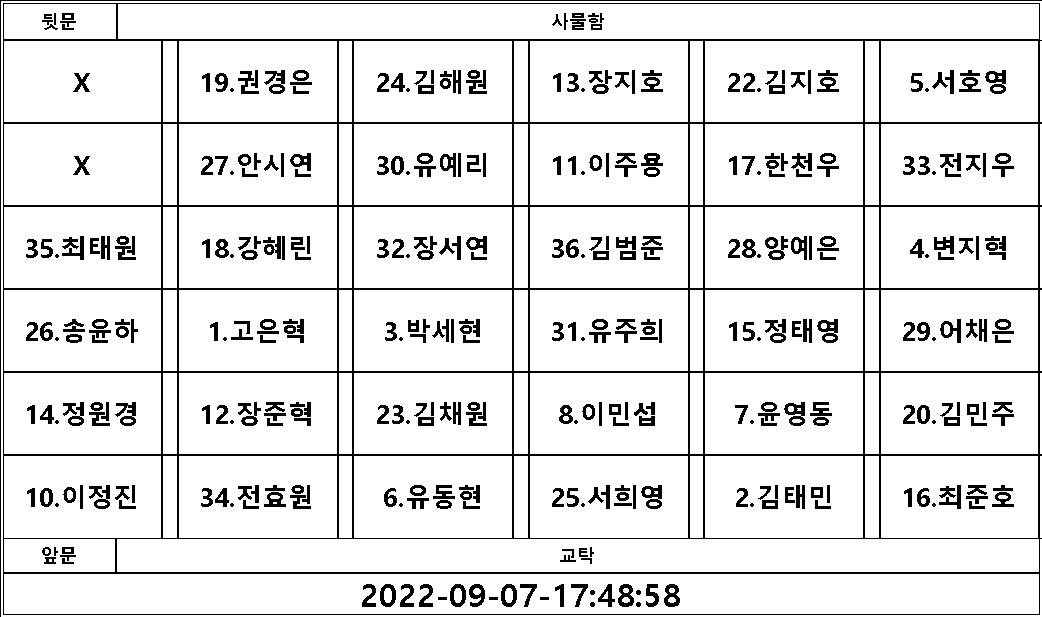 뒷문 사물함
X 19.권경은 24.김해원 13.장지호 22.김지호 5.서호영
X 27.안시연 30.유예리 11.이주용 17.한천우 33.전지우
35.최태원 18.강혜린 32.장서연 36.김범준 28.양예은 4.변지혁
26.송윤하 1.고은혁 3.박세현 31.유주희 15.정태영 29.어채은
14.정원경 12.장준혁 23.김채원 8.이민섭 7.윤영동 20.김민주
10.이정진 34.전효원 6.유동현 25.서희영 2.김태민 16.최준호
앞문 교탁
2022-09-07-17:48:58